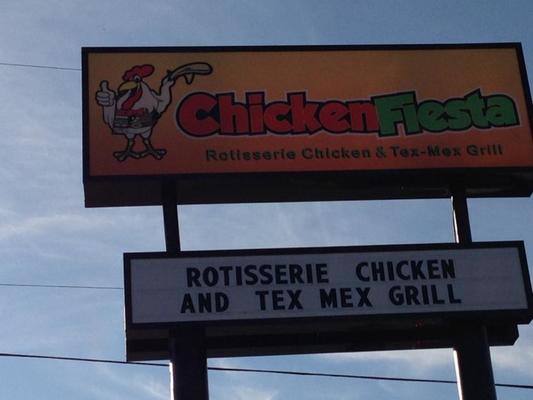 ChickenFiesta
Rotisserie Chicken & Tex-Mex Grill
ROTISSERIE CHICKEN
AND TEX MEX GRILL